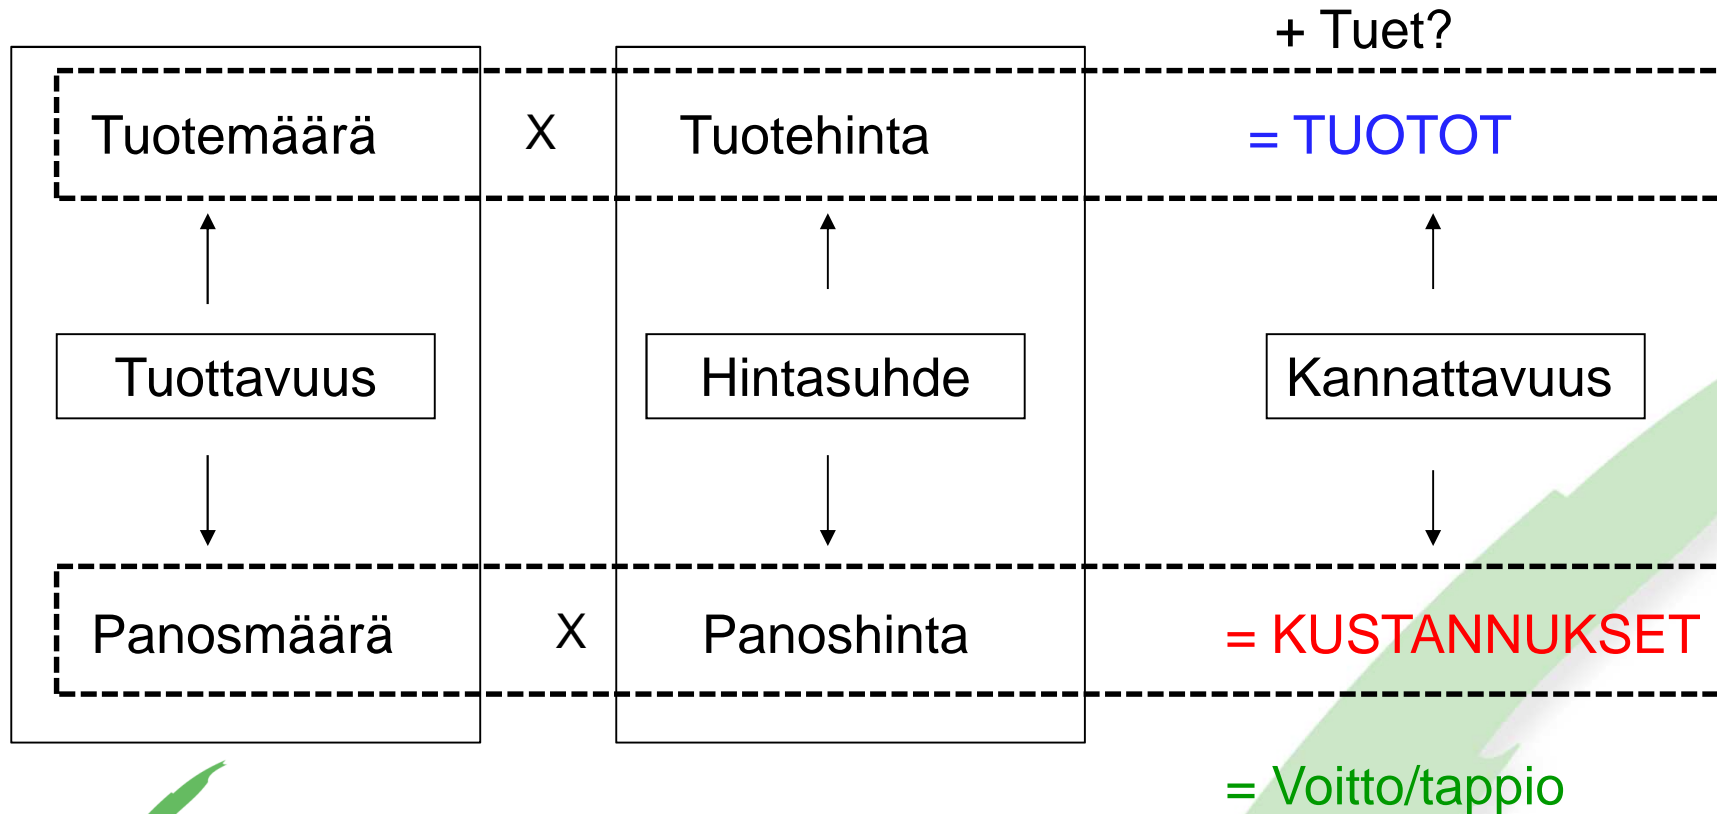 + Tuet?
Tuotemäärä X Tuotehinta = TUOTOT
Tuottavuus Hintasuhde Kannattavuus
Panosmäärä X Panoshinta = KUSTANNUKSET
= Voitto/tappio